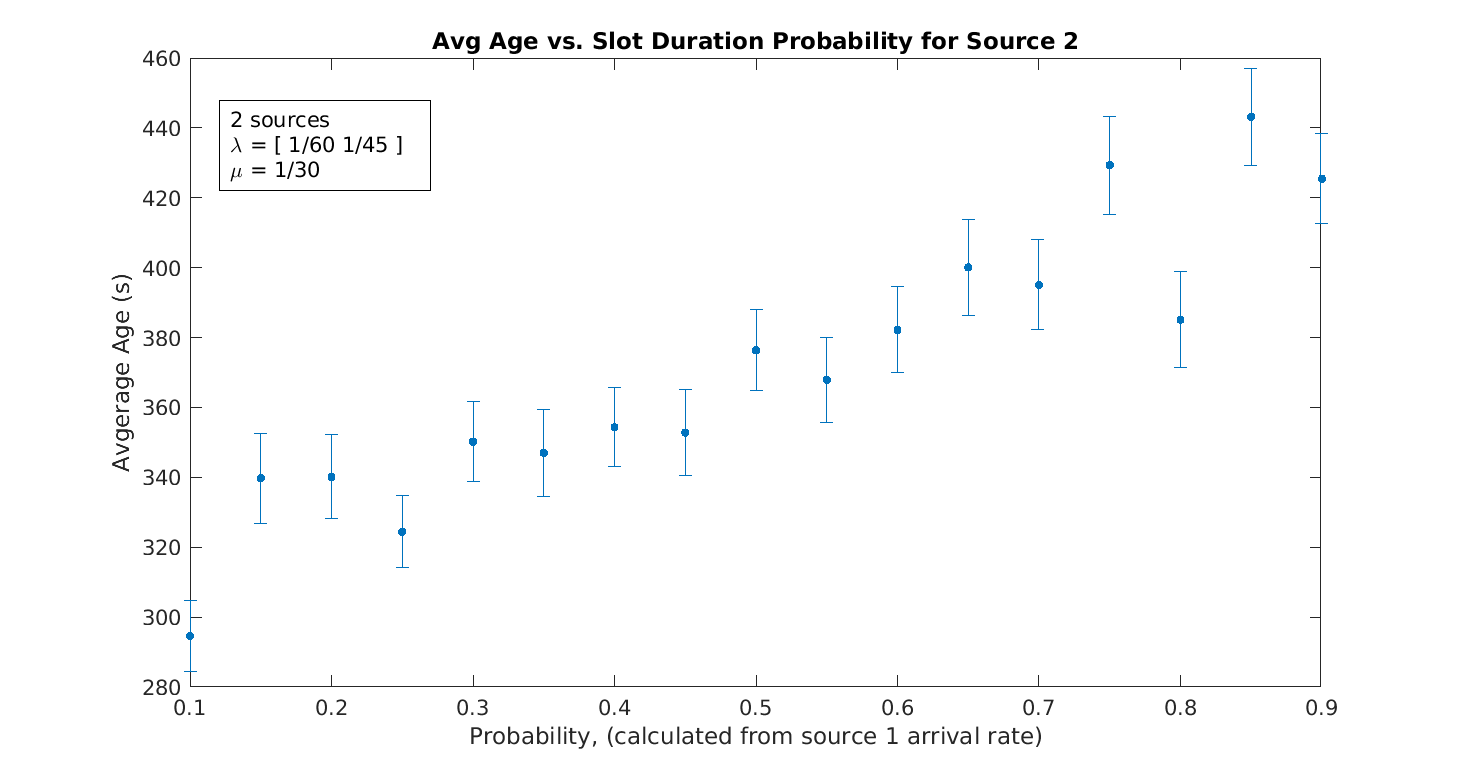 Avg Age vs. Slot Duration Probability for Source 2
460
440
420
400
380
360
340
320
300
280
Avgerage Age (s)
2 sources
λ = [ 1/60 1/45 ]
μ = 1/30
0.1 0.2 0.3 0.4 0.5 0.6 0.7 0.8 0.9
Probability, (calculated from source 1 arrival rate)